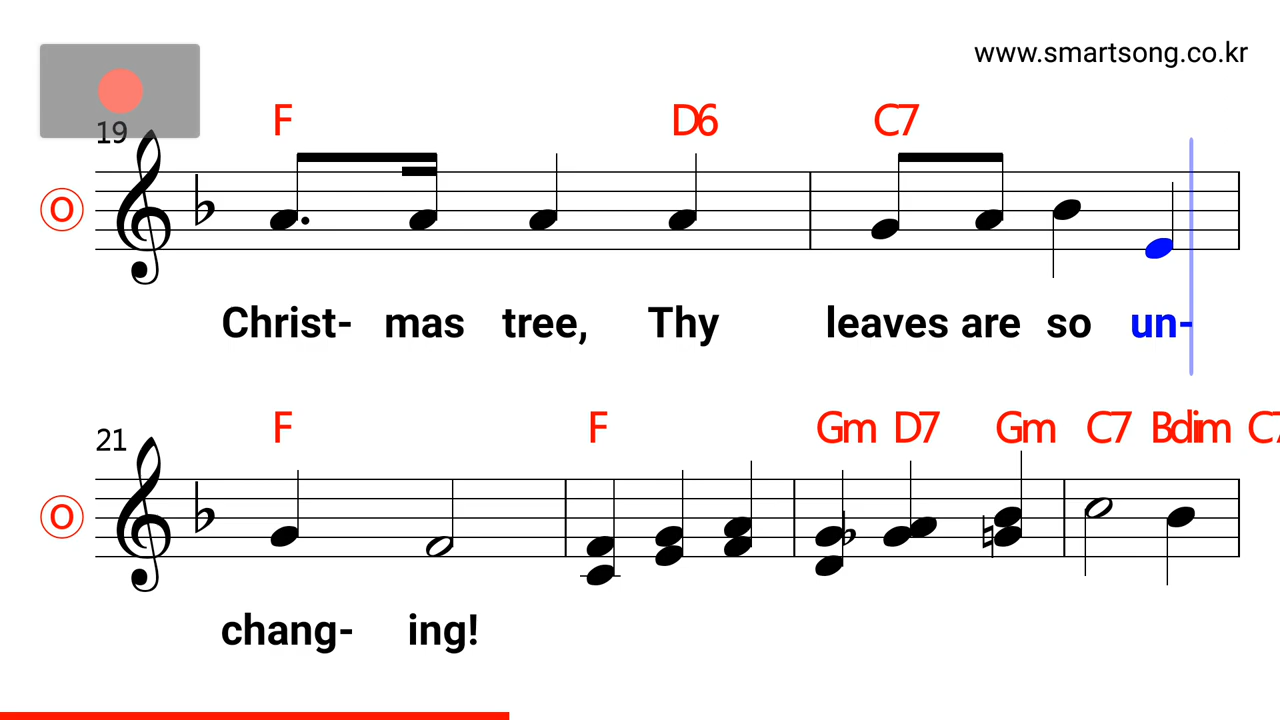 www.smartsong.co.kr
19
F D6 C7
O
Christ- mas tree, Thy leaves are so un-
21
F F Gm D7 Gm C7 Bdim C7
O
chang- ing!